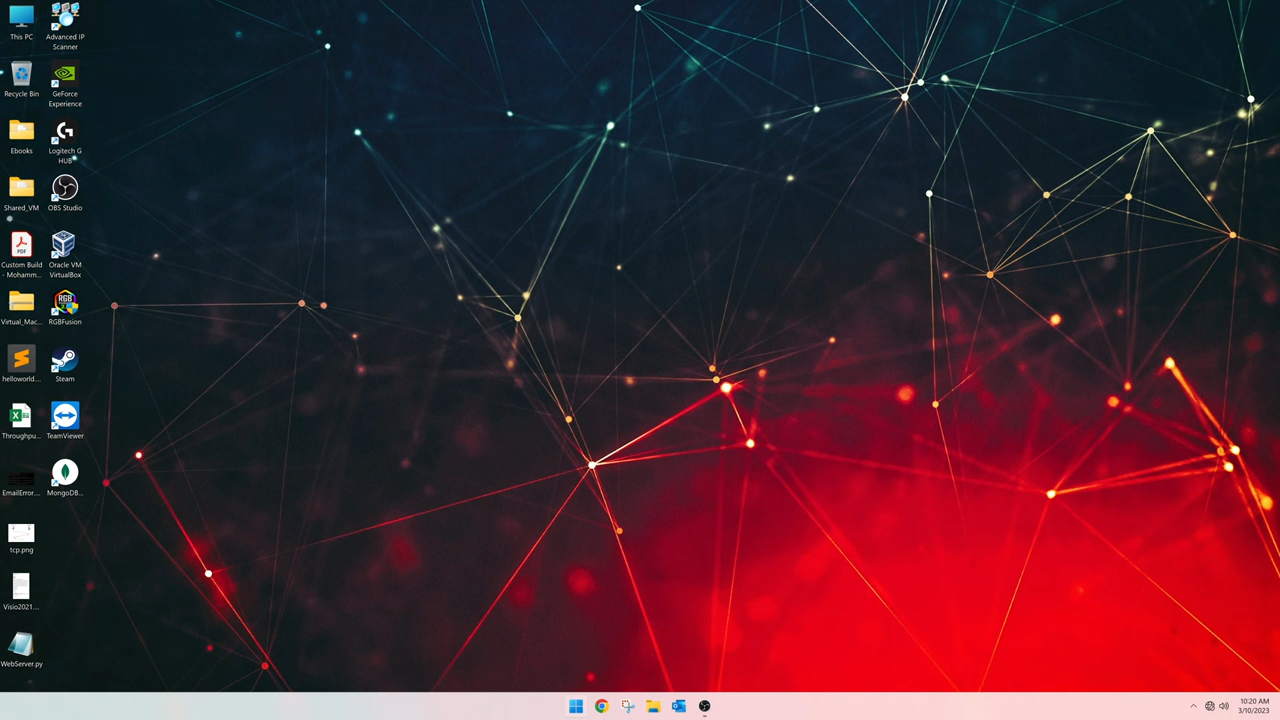 This PC
Advanced IP
Scanner
Recycle Bin
GeForce
Experience
Ebooks
Logitech G
HUB
Shared_VM
OBS Studio
Custom Build
- Mohamm...
Oracle VM
VirtualBox
Virtual_Mac...
RGBFusion
helloworld....
Steam
Throughpu...
TeamViewer
EmailError....
MongoDB...
tcp.png
Visio2021....
WebServer.py
10:20 AM
3/10/2023